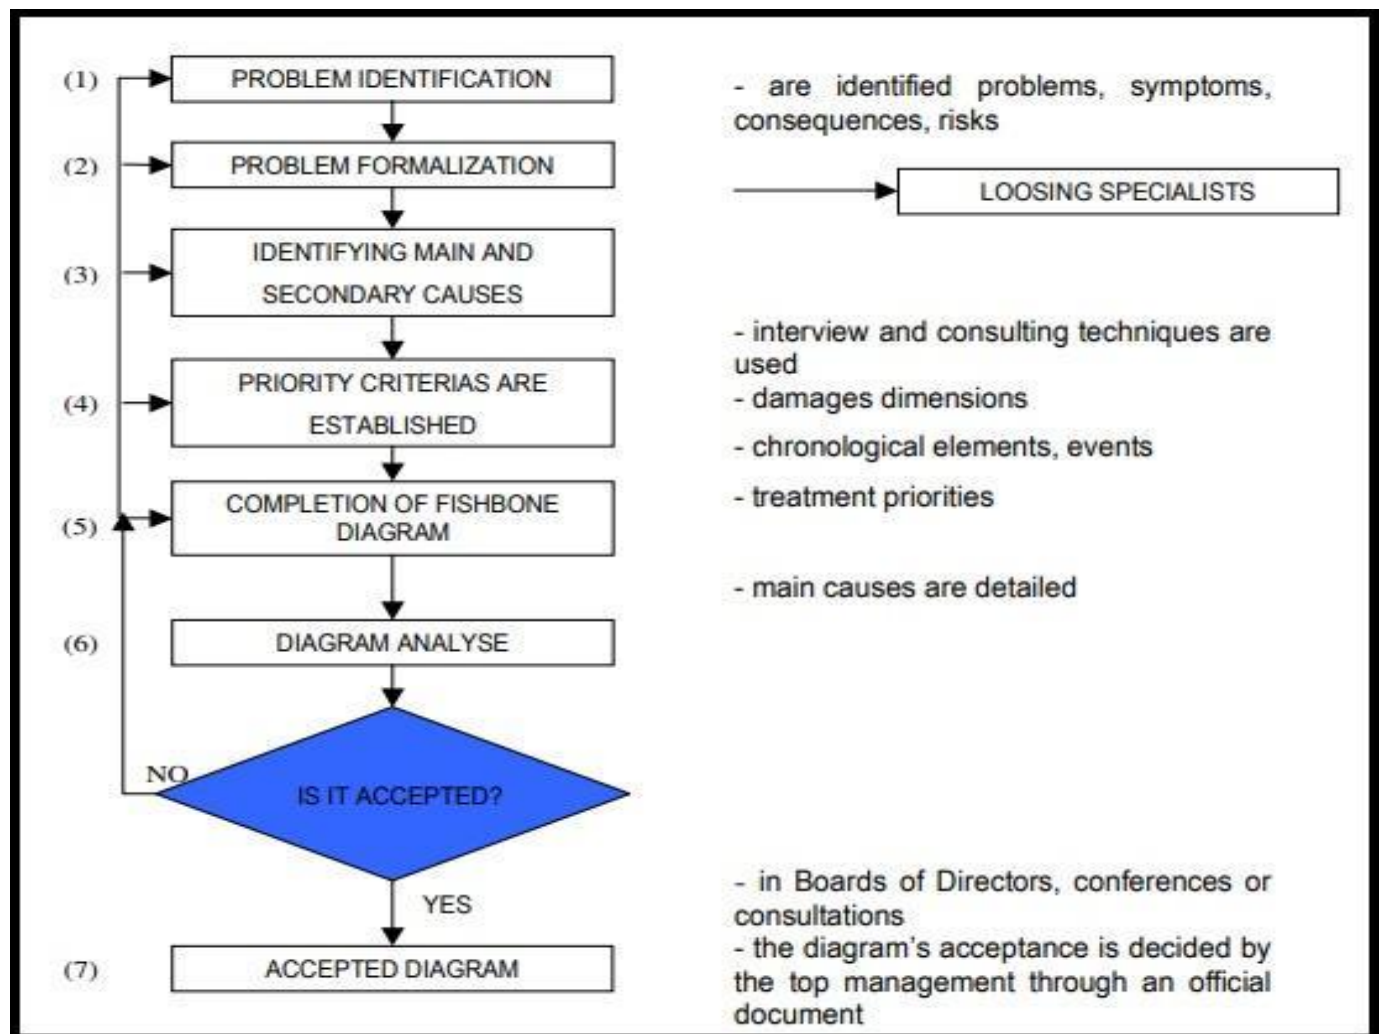 (1)
PROBLEM IDENTIFICATION
- are identified problems, symptoms,
consequences, risks
(2)
PROBLEM FORMALIZATION
LOOSING SPECIALISTS
(3)
IDENTIFYING MAIN AND
SECONDARY CAUSES
- interview and consulting techniques are
used
(4)
PRIORITY CRITERIAS ARE
ESTABLISHED
- damages dimensions
- chronological elements, events
- treatment priorities
(5)
COMPLETION OF FISHBONE
DIAGRAM
- main causes are detailed
(6)
DIAGRAM ANALYSE
NO
IS IT ACCEPTED?
YES
- in Boards of Directors, conferences or
consultations
- the diagram's acceptance is decided by
the top management through an official
document
(7)
ACCEPTED DIAGRAM